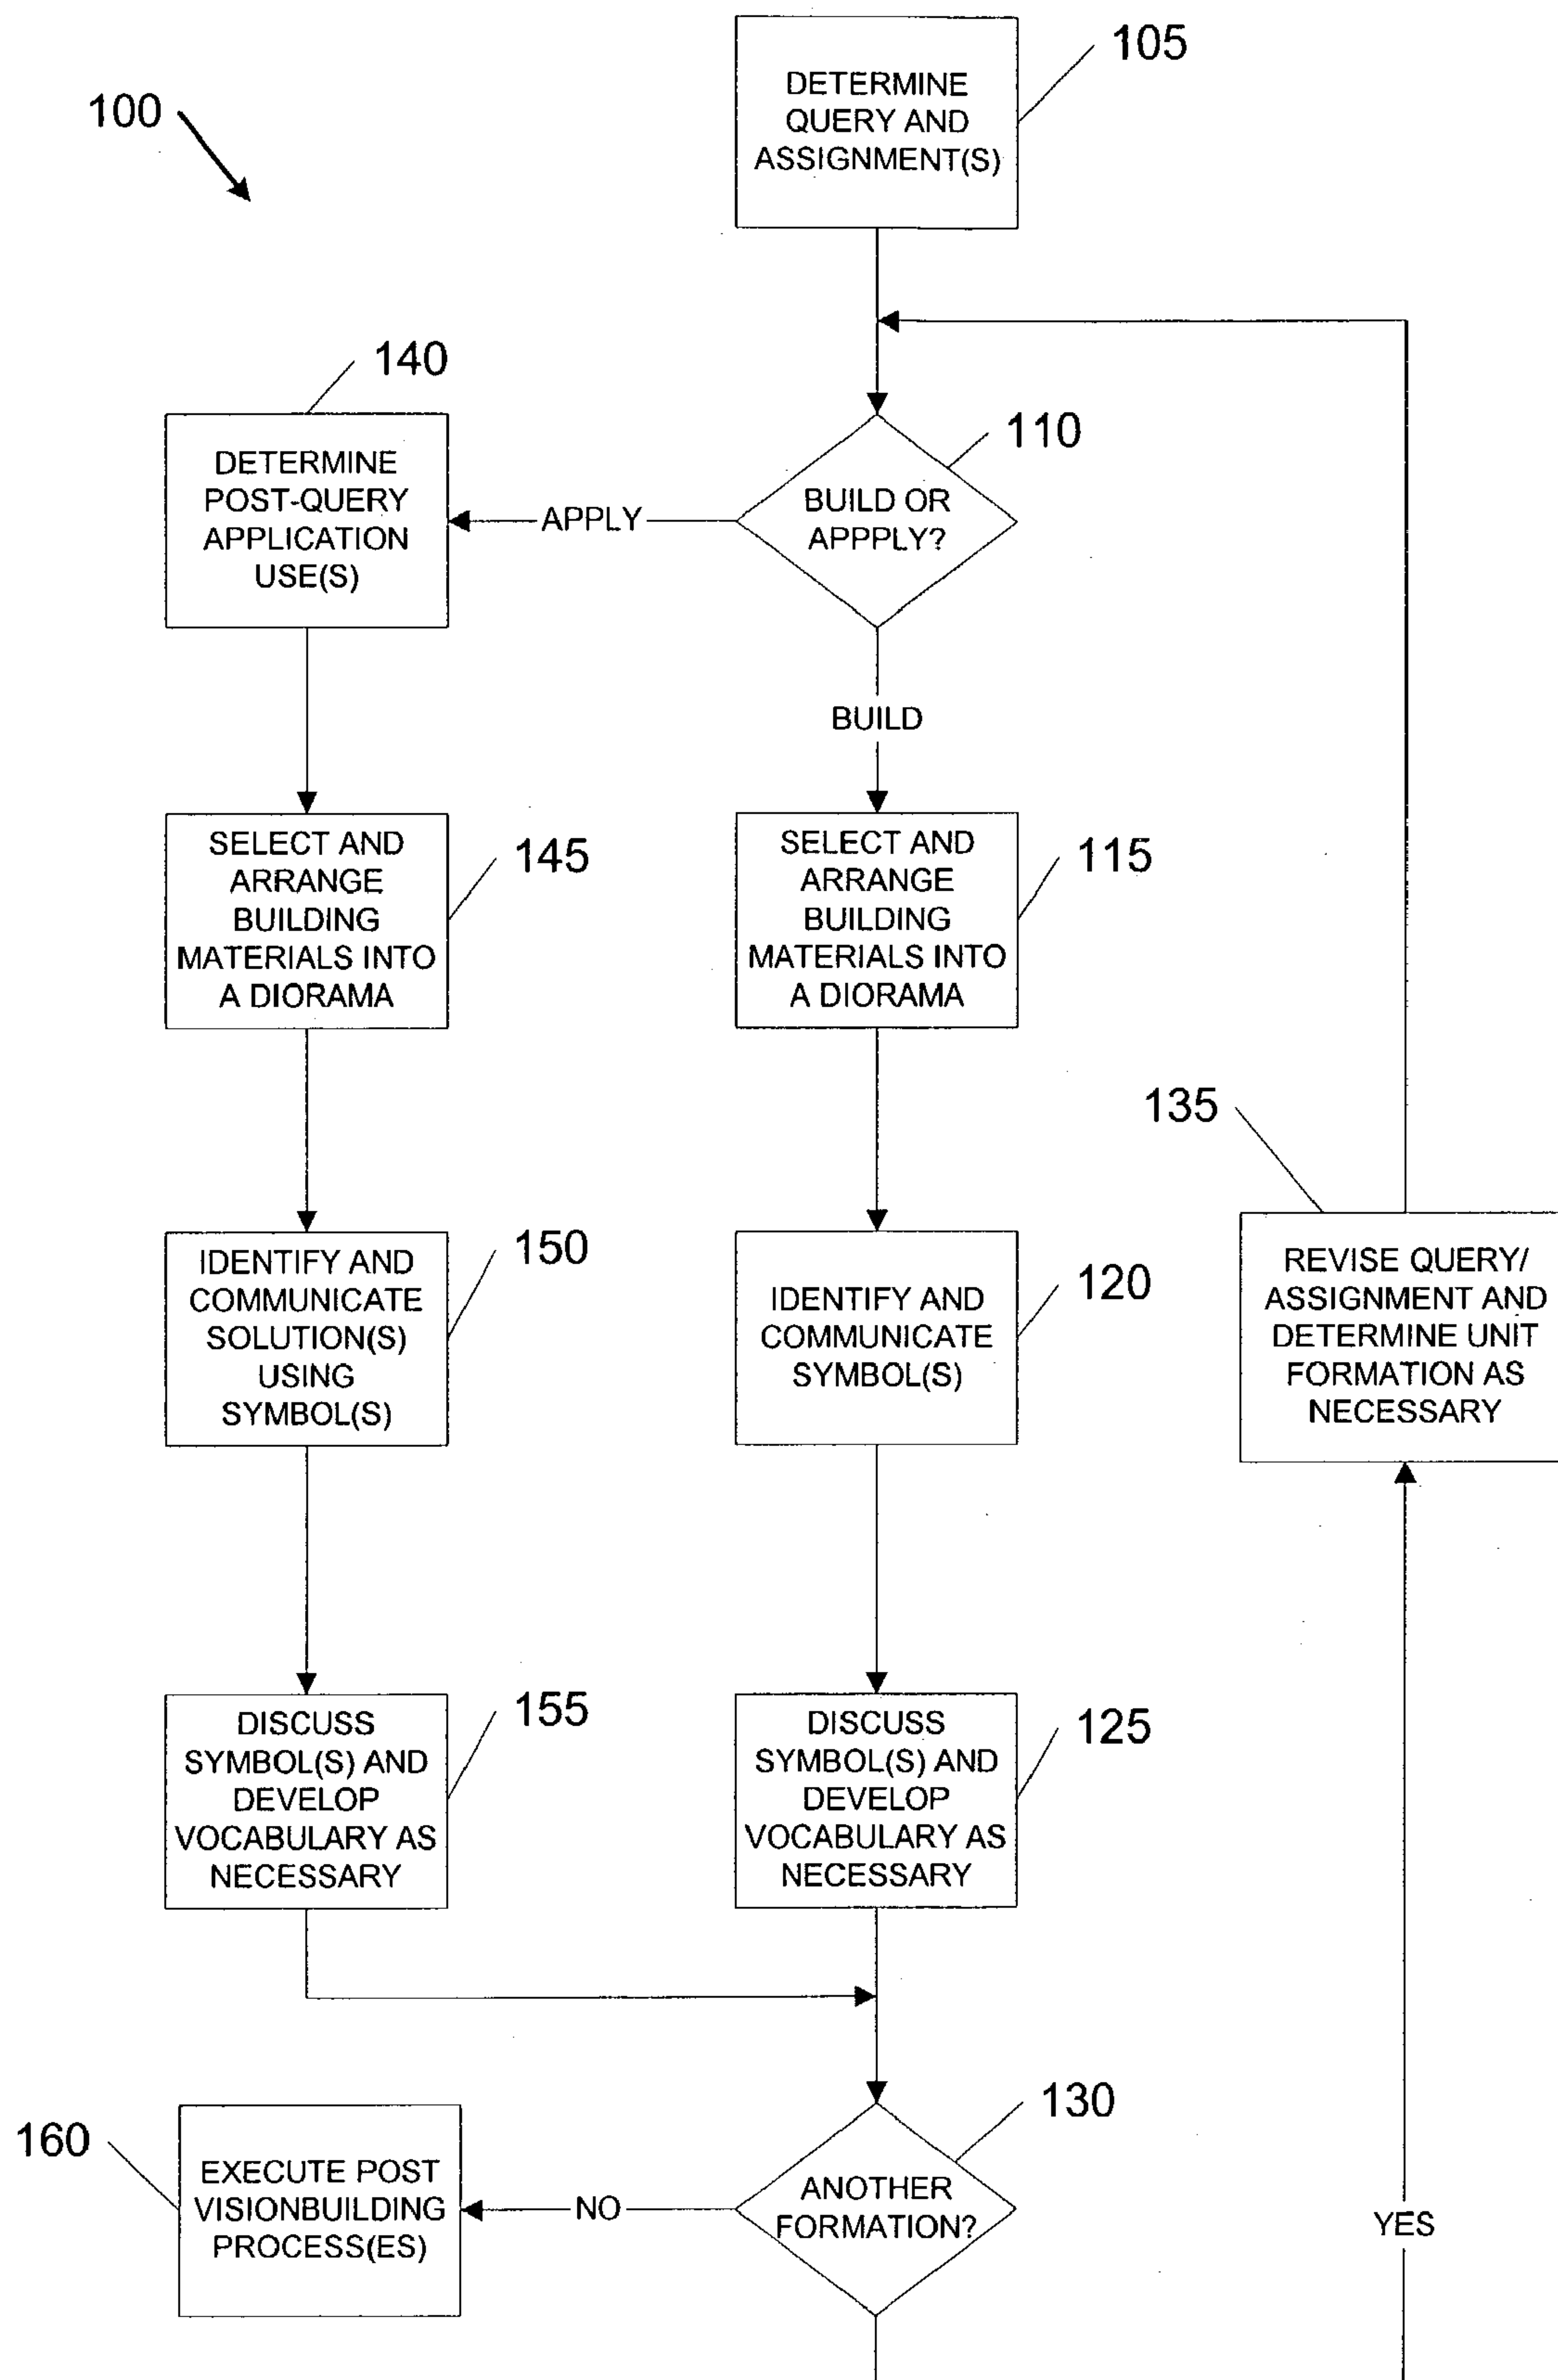 100
105
DETERMINE
QUERY AND
ASSIGNMENT(S)
110
BUILD OR
APPPLY?
APPLY
140
DETERMINE
POST-QUERY
APPLICATION
USE(S)
BUILD
145
SELECT AND
ARRANGE
BUILDING
MATERIALS INTO
A DIORAMA
115
SELECT AND
ARRANGE
BUILDING
MATERIALS INTO
A DIORAMA
135
REVISE QUERY/
ASSIGNMENT AND
DETERMINE UNIT
FORMATION AS
NECESSARY
150
IDENTIFY AND
COMMUNICATE
SOLUTION(S)
USING
SYMBOL(S)
120
IDENTIFY AND
COMMUNICATE
SYMBOL(S)
155
DISCUSS
SYMBOL(S) AND
DEVELOP
VOCABULARY AS
NECESSARY
125
DISCUSS
SYMBOL(S) AND
DEVELOP
VOCABULARY AS
NECESSARY
130
ANOTHER
FORMATION?
NO
160
EXECUTE POST
VISIONBUILDING
PROCESS(ES)
YES